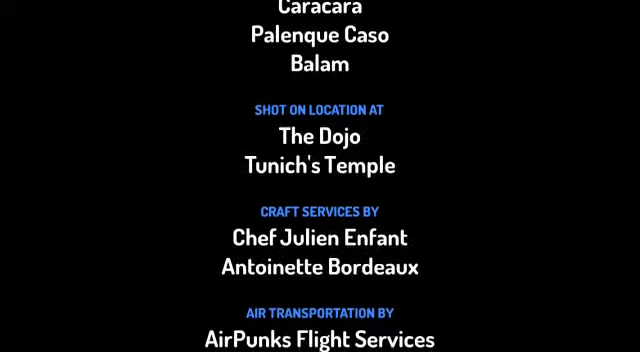 Caracara
Palenque Caso
Balam
SHOT ON LOCATION AT
The Dojo
Tunich's Temple
CRAFT SERVICES BY
Chef Julien Enfant
Antoinette Bordeaux
AIR TRANSPORTATION BY
AirPunks Flight Services